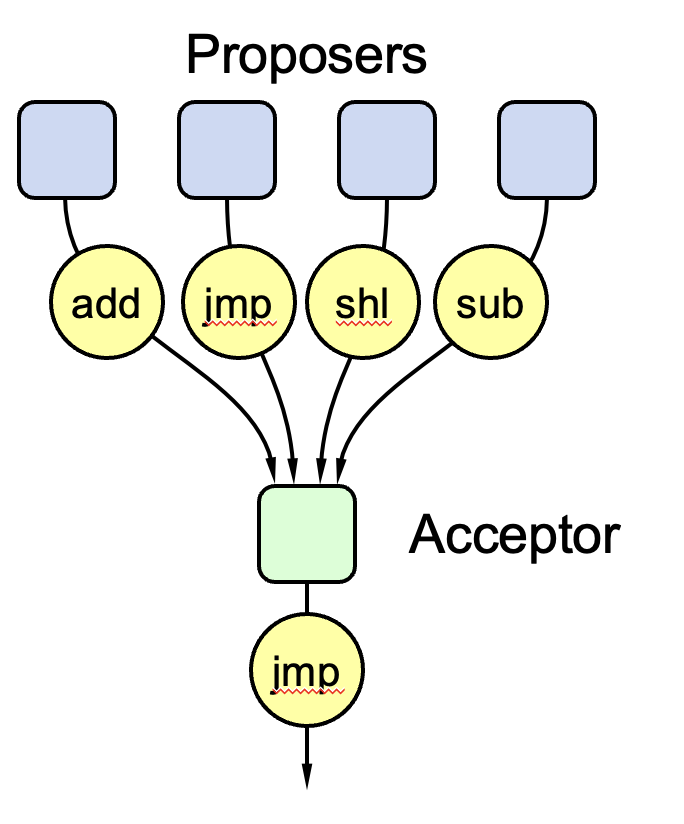 Proposers
add
jmp
shl
sub
Acceptor
jmp